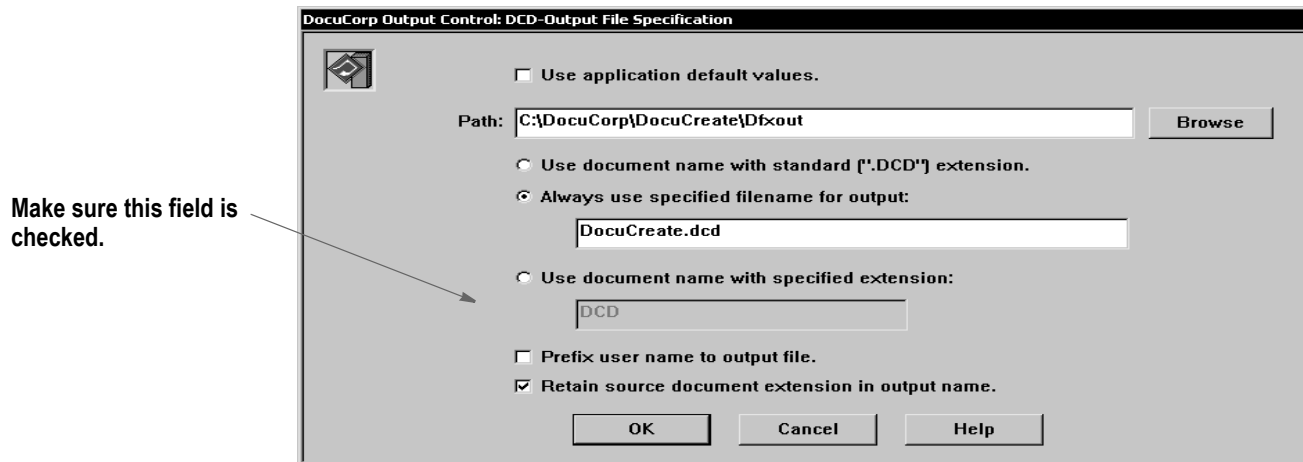 DocuCorp Output Control: DCD-Output File Specification
Use application default values.
Path: C:\DocuCorp\DocuCreate\Dfxout Browse
Use document name with standard (".DCD") extension.
Always use specified filename for output:
DocuCreate.dcd
Make sure this field is
checked.
Use document name with specified extension:
DCD
Prefix user name to output file.
Retain source document extension in output name.
OK Cancel Help